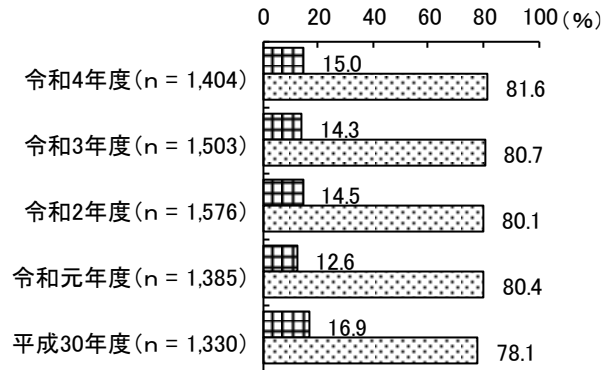 0 20 40 60 80 100 (%)
令和4年度(n = 1,404) 15.0
81.6
令和3年度(n = 1,503) 14.3
80.7
令和2年度(n = 1,576) 14.5
80.1
令和元年度(n = 1,385) 12.6
80.4
平成30年度(n = 1,330) 16.9
78.1